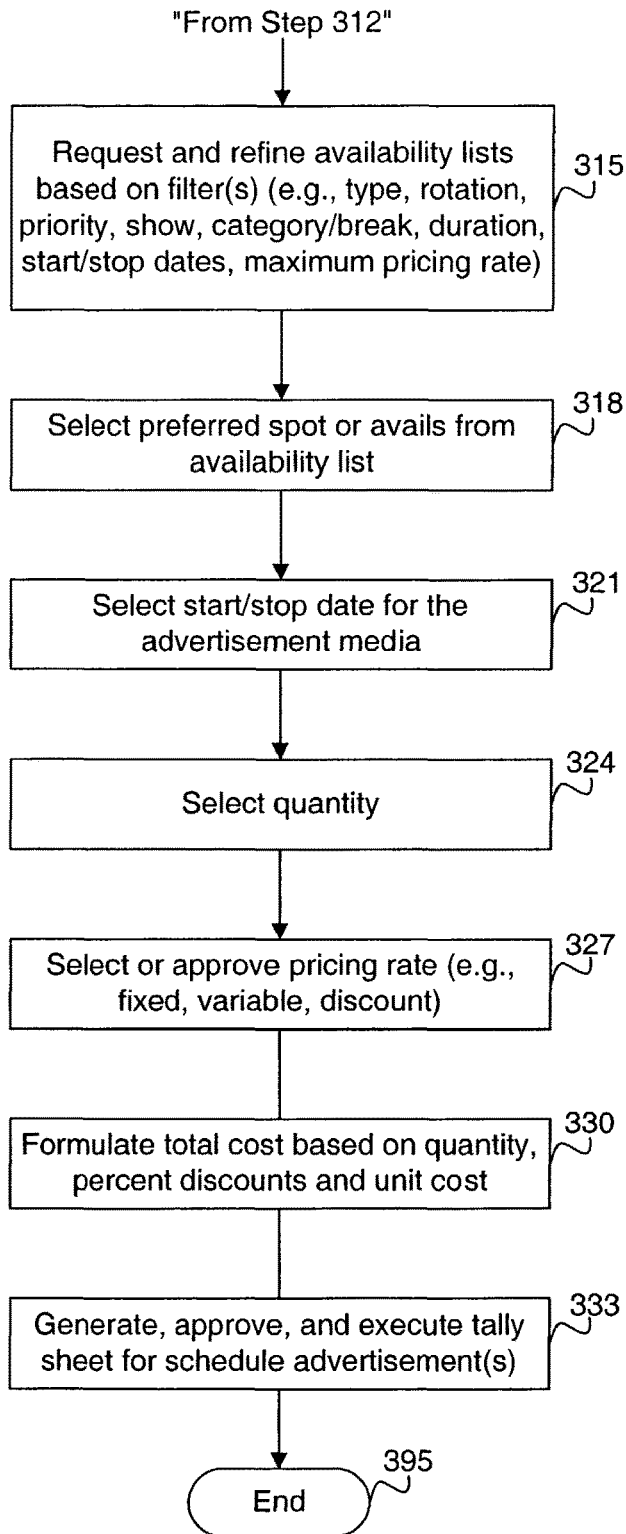 "From Step 312"
Request and refine availability lists
based on filter(s) (e.g., type, rotation,
priority, show, category/break, duration,
start/stop dates, maximum pricing rate)
315
Select preferred spot or avails from
availability list
318
Select start/stop date for the
advertisement media
321
Select quantity
324
Select or approve pricing rate (e.g.,
fixed, variable, discount)
327
Formulate total cost based on quantity,
percent discounts and unit cost
330
Generate, approve, and execute tally
sheet for schedule advertisement(s)
333
End
395